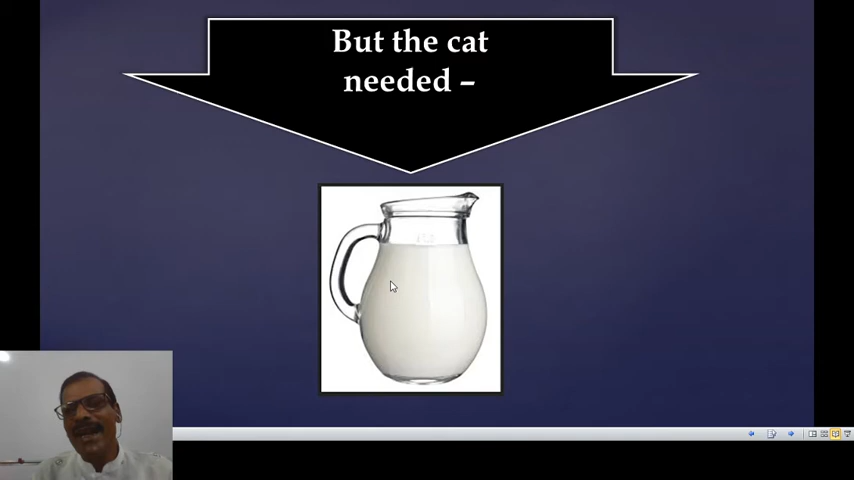 But the cat
needed –